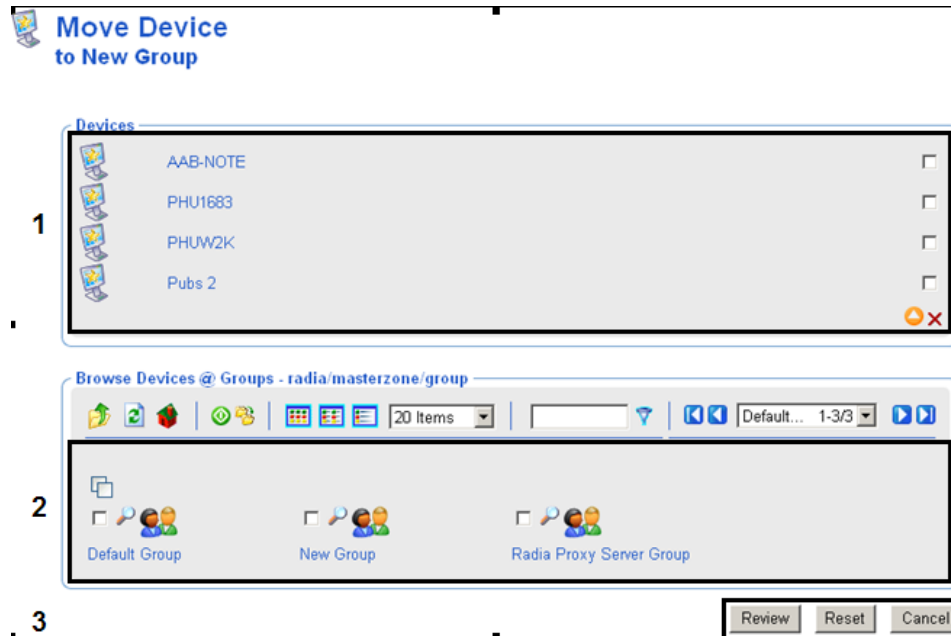 Move Device
to New Group
Devices
1
AAB-NOTE
PHU1683
PHUW2K
Pubs 2
Browse Devices @ Groups - radia/masterzone/group
20 Items
Default... 1-3/3
2
Default Group
New Group
Radia Proxy Server Group
3
Review
Reset
Cancel